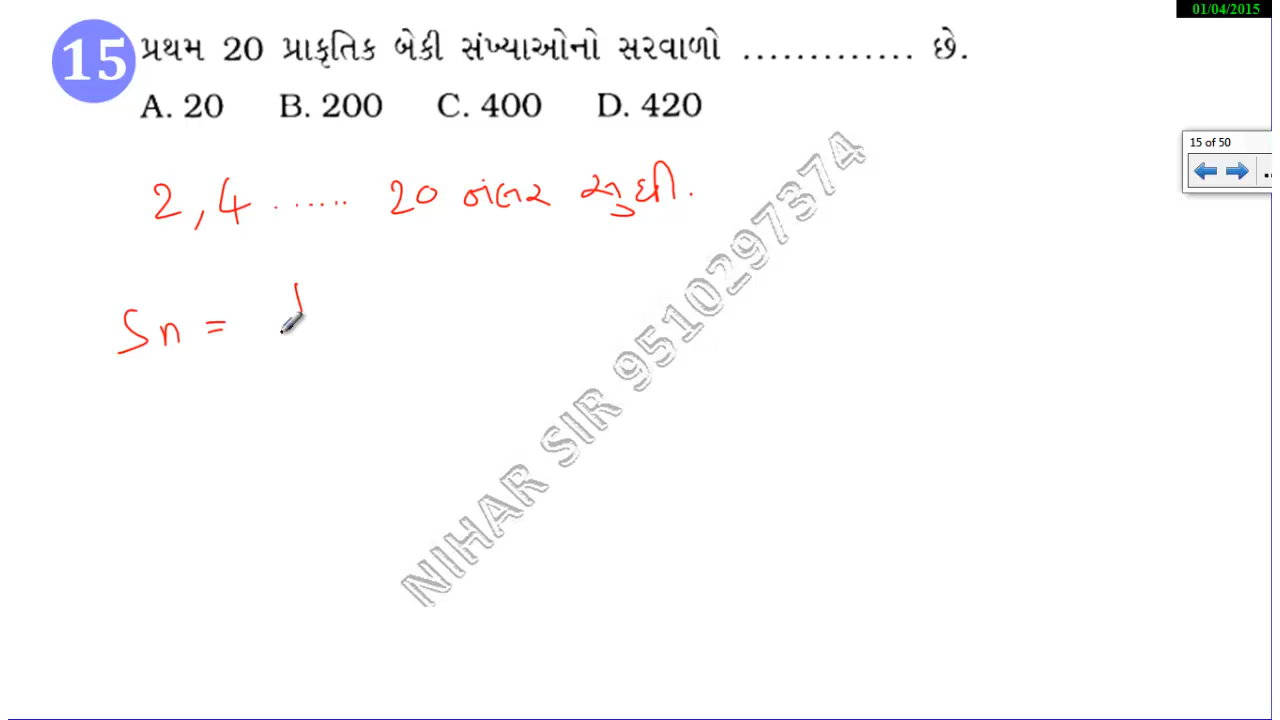 01/04/2015
15 પ્રથમ 20 પ્રાકૃતિક બેકી સંખ્યાઓનો સરવાળો ............. છે.
A. 20 B. 200 C. 400 D. 420
15 of 50
2, 4 ...... 20 નંબર સુધી.
Sn =
NIHAR SIR 9510297374